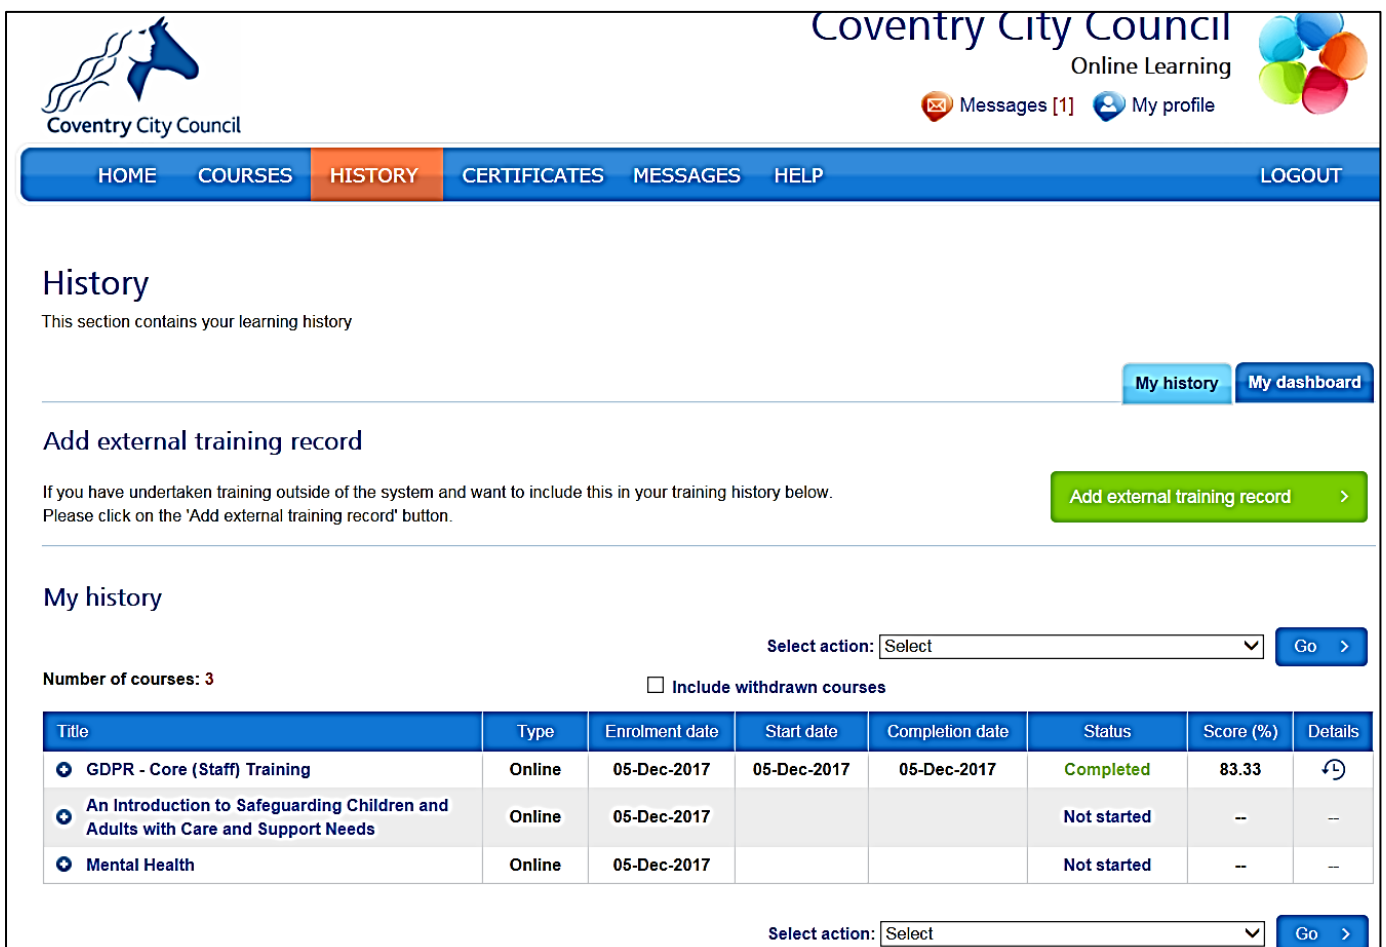 Coventry City Council
Online Learning
Messages [1] My profile
Coventry City Council
HOME COURSES HISTORY CERTIFICATES MESSAGES HELP LOGOUT
History
This section contains your learning history
My history My dashboard
Add external training record
If you have undertaken training outside of the system and want to include this in your training history below.
Please click on the 'Add external training record' button.
Add external training record >
My history
Select action: Select Go >
Number of courses: 3
Include withdrawn courses
Title Type Enrolment date Start date Completion date Status Score (%) Details
GDPR - Core (Staff) Training Online 05-Dec-2017 05-Dec-2017 05-Dec-2017 Completed 83.33
An Introduction to Safeguarding Children and
Adults with Care and Support Needs Online 05-Dec-2017 Not started -- --
Mental Health Online 05-Dec-2017 Not started -- --
Select action: Select Go >